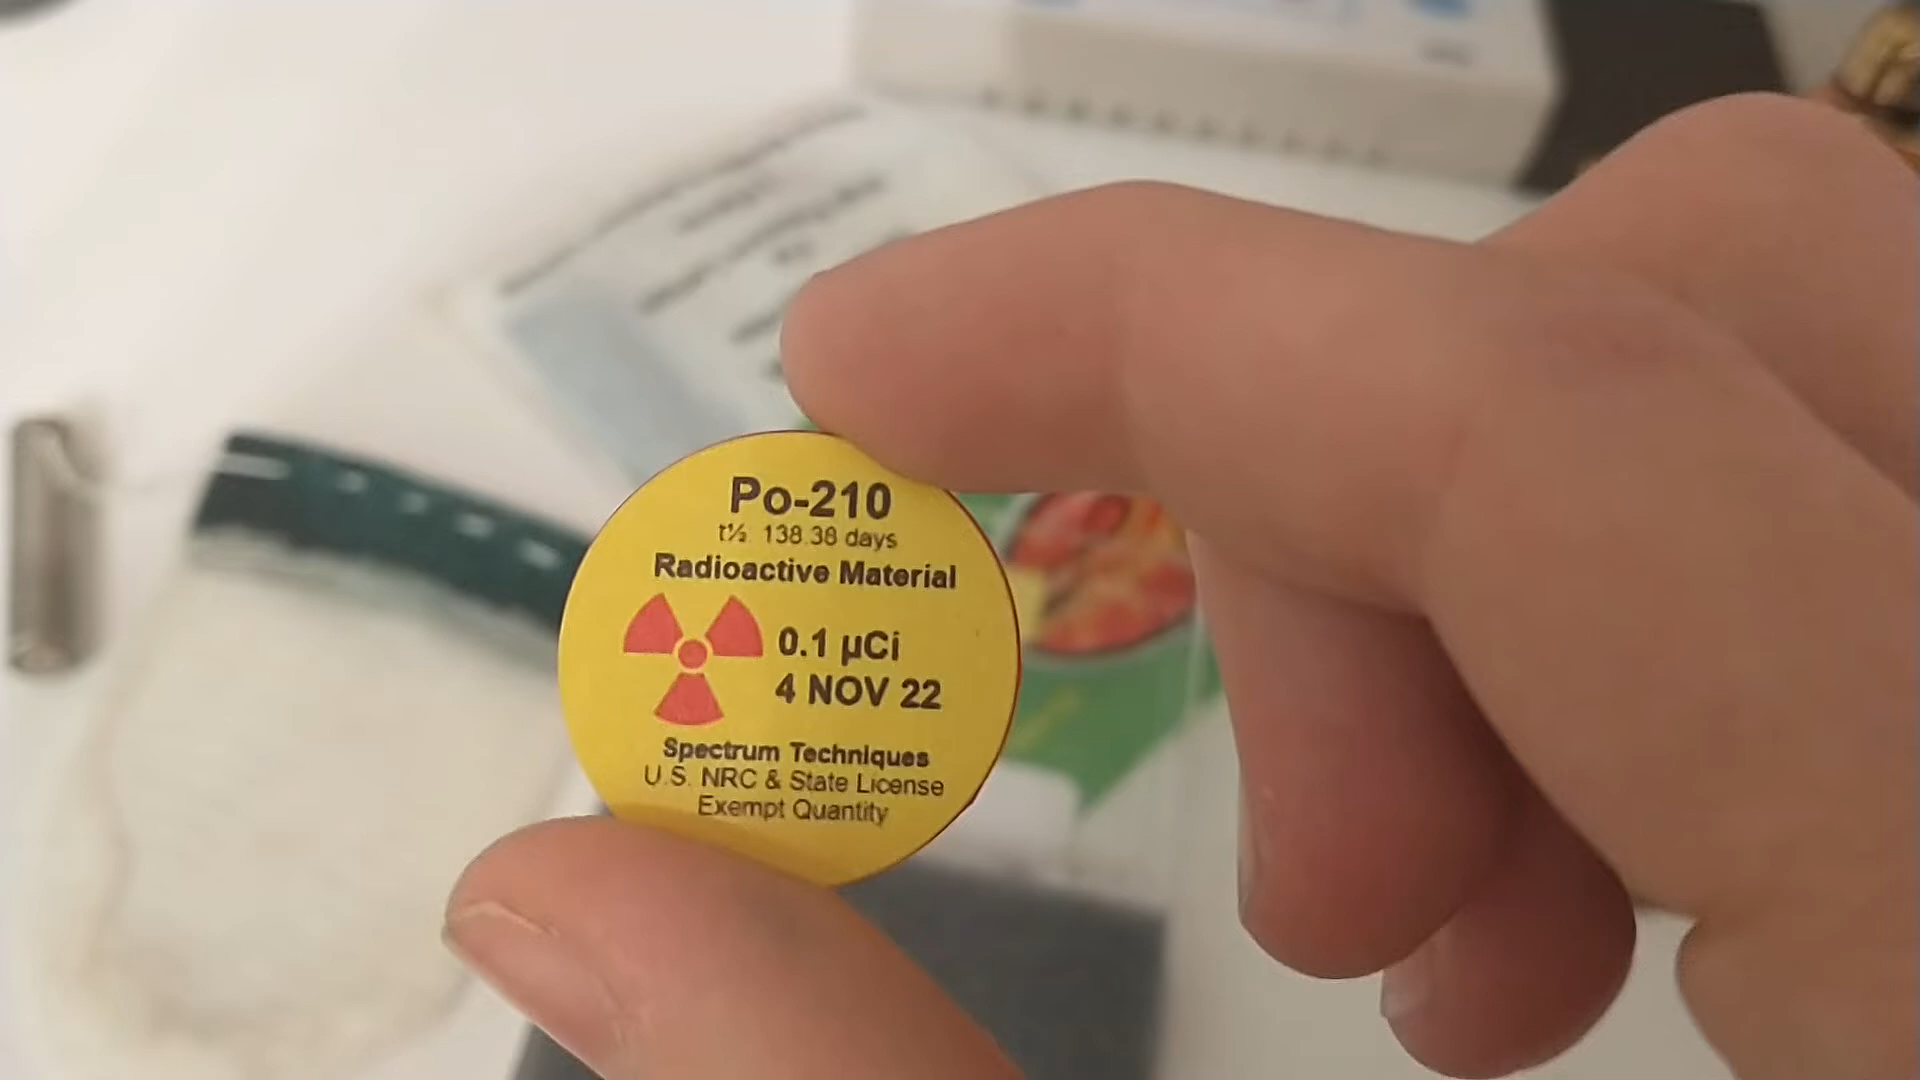 Po-210
t½ 138.38 days
Radioactive Material
0.1 µCi
4 NOV 22
Spectrum Techniques
U.S. NRC & State License
Exempt Quantity